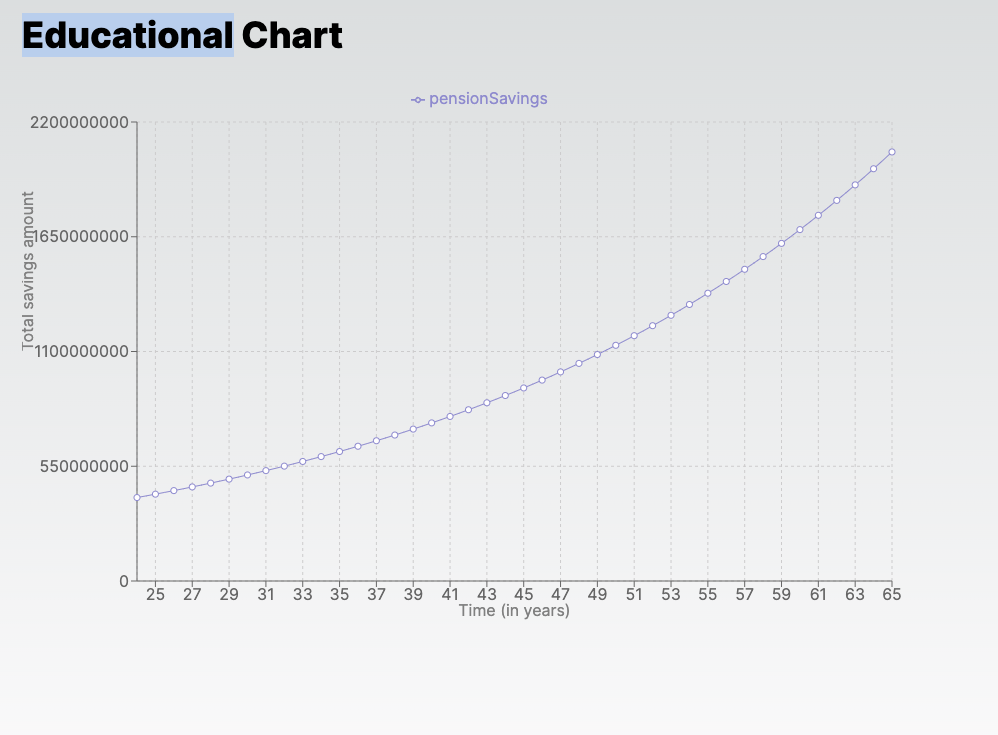 Educational Chart
pensionSavings
2200000000
1650000000
1100000000
550000000
0
Total savings amount
25 27 29 31 33 35 37 39 41 43 45 47 49 51 53 55 57 59 61 63 65
Time (in years)